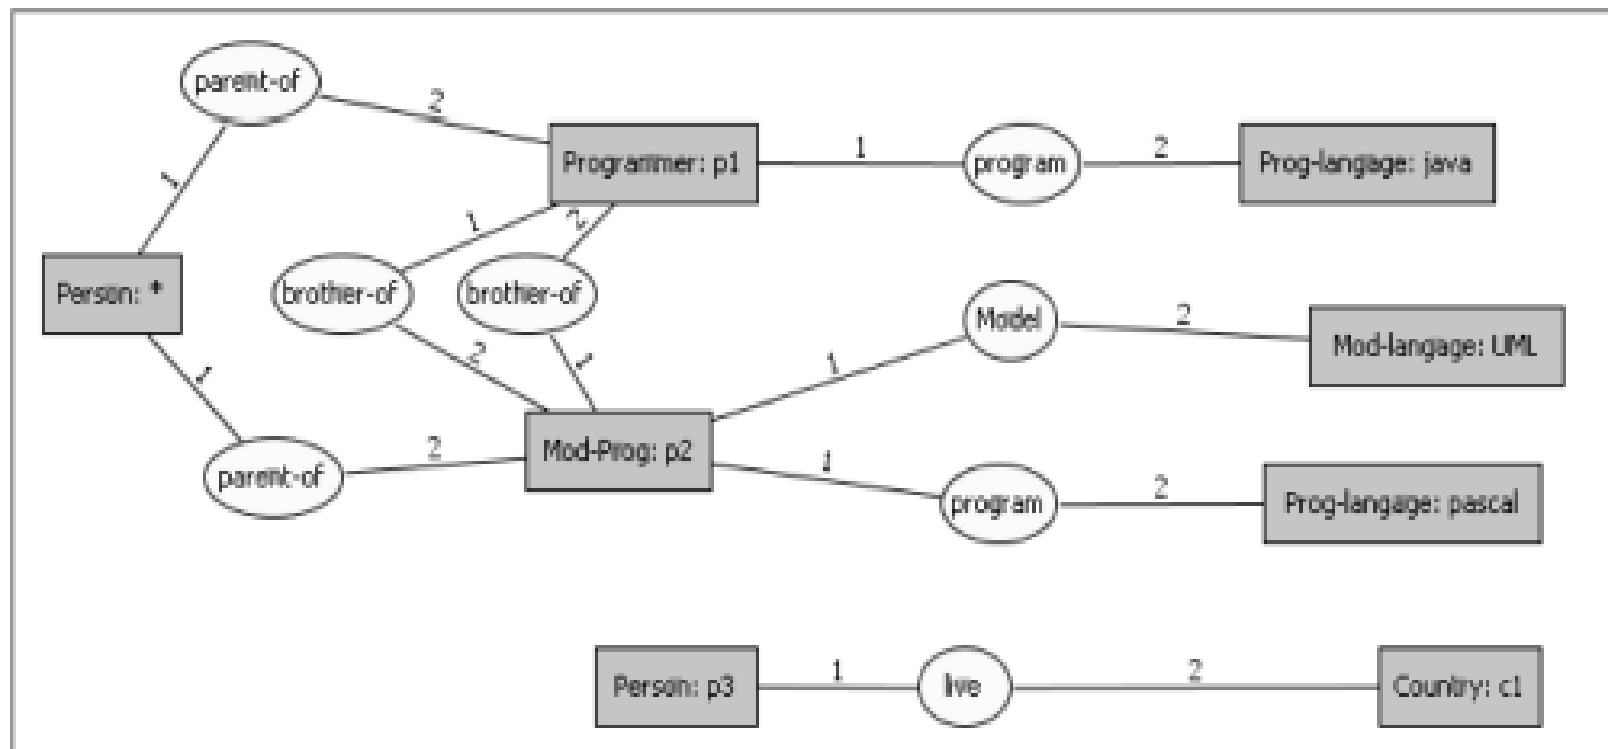 parent-of
2
Programmer: p1
1
program
2
Prog-langage: java
1
1
2
Person: *
brother-of
brother-of
Model
2
Mod-langage: UML
1
2
1
1
Mod-Prog: p2
parent-of
2
1
program
2
Prog-langage: pascal
Person: p3
1
live
2
Country: c1